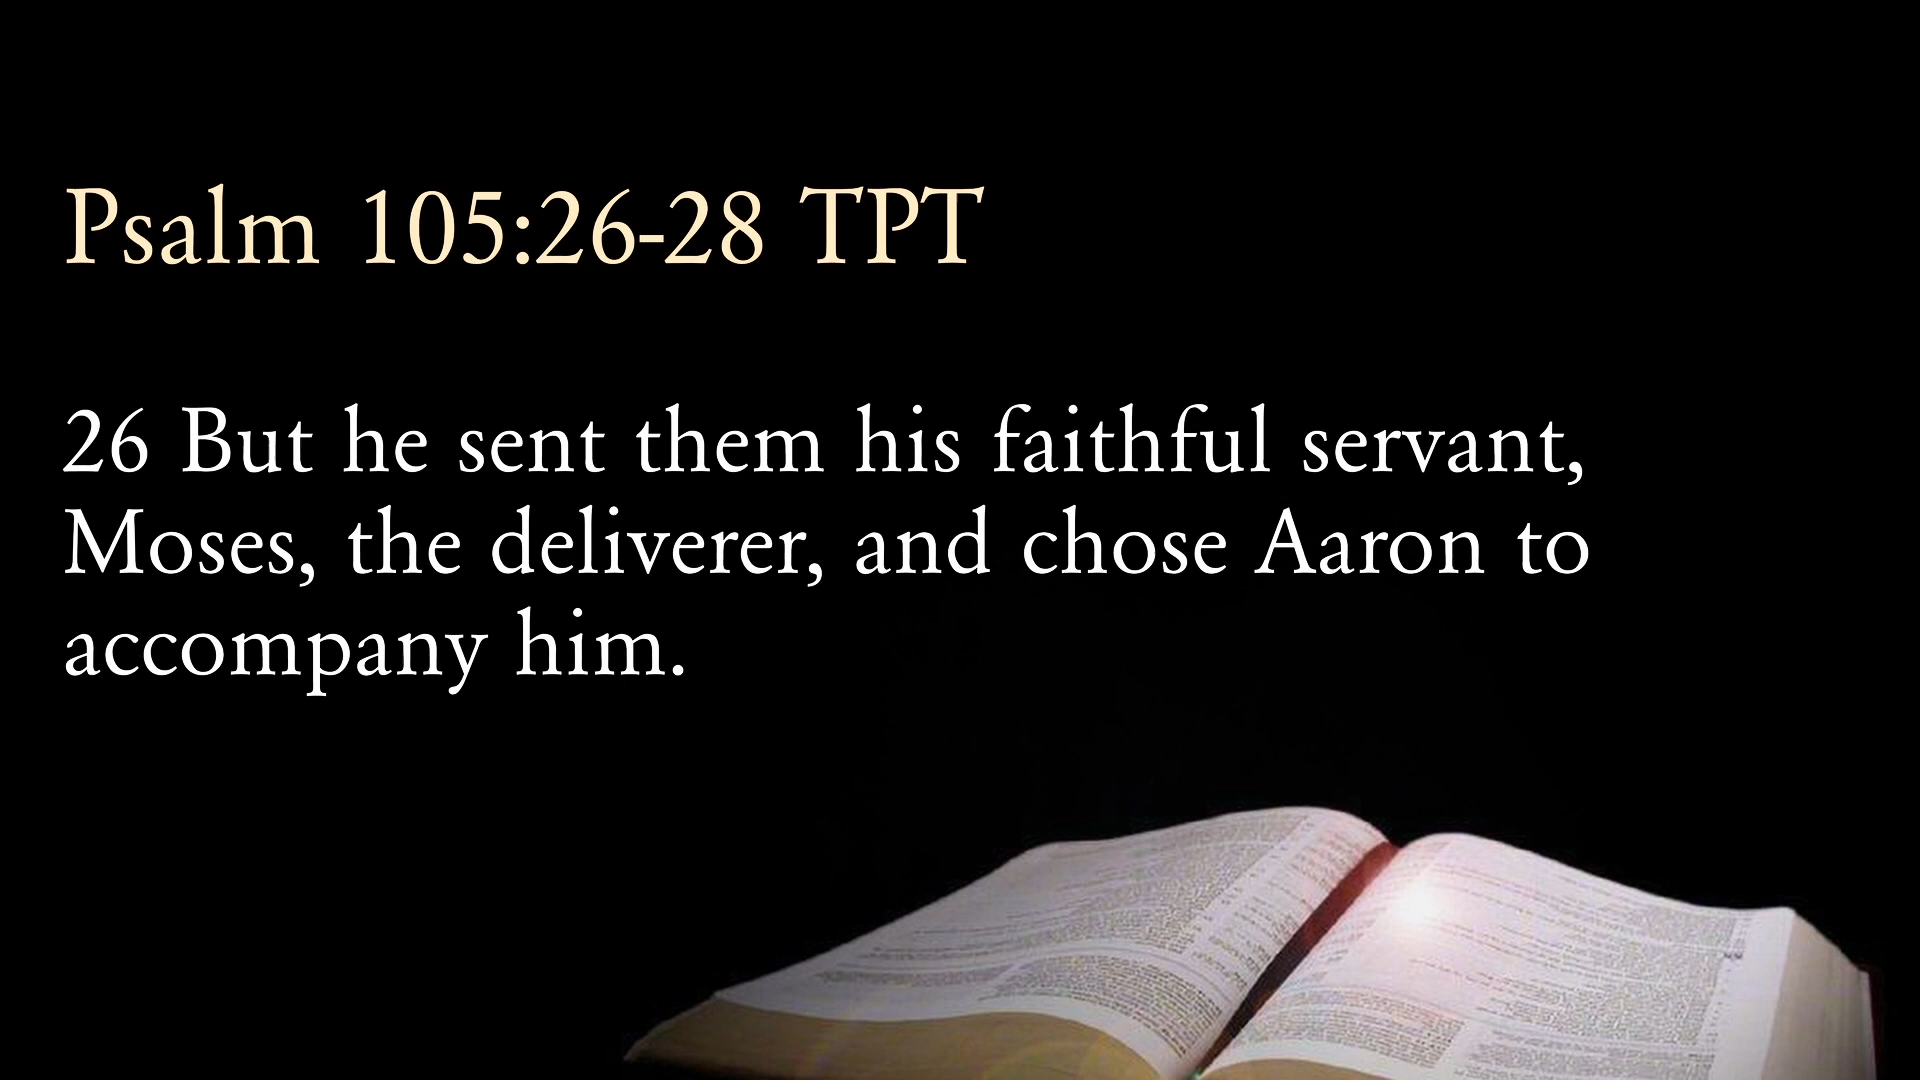 Psalm 105:26-28 TPT
26 But he sent them his faithful servant,
Moses, the deliverer, and chose Aaron to
accompany him.